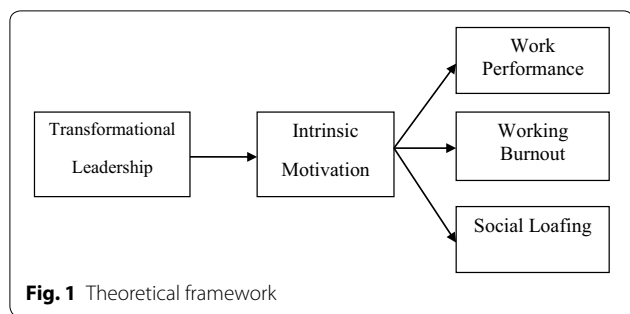 Transformational
Leadership
Intrinsic
Motivation
Work
Performance
Working
Burnout
Social Loafing
Fig. 1 Theoretical framework